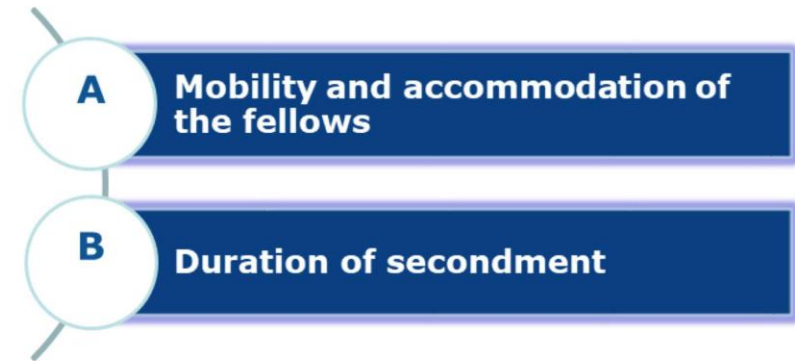 A
Mobility and accommodation of
the fellows
B
Duration of secondment